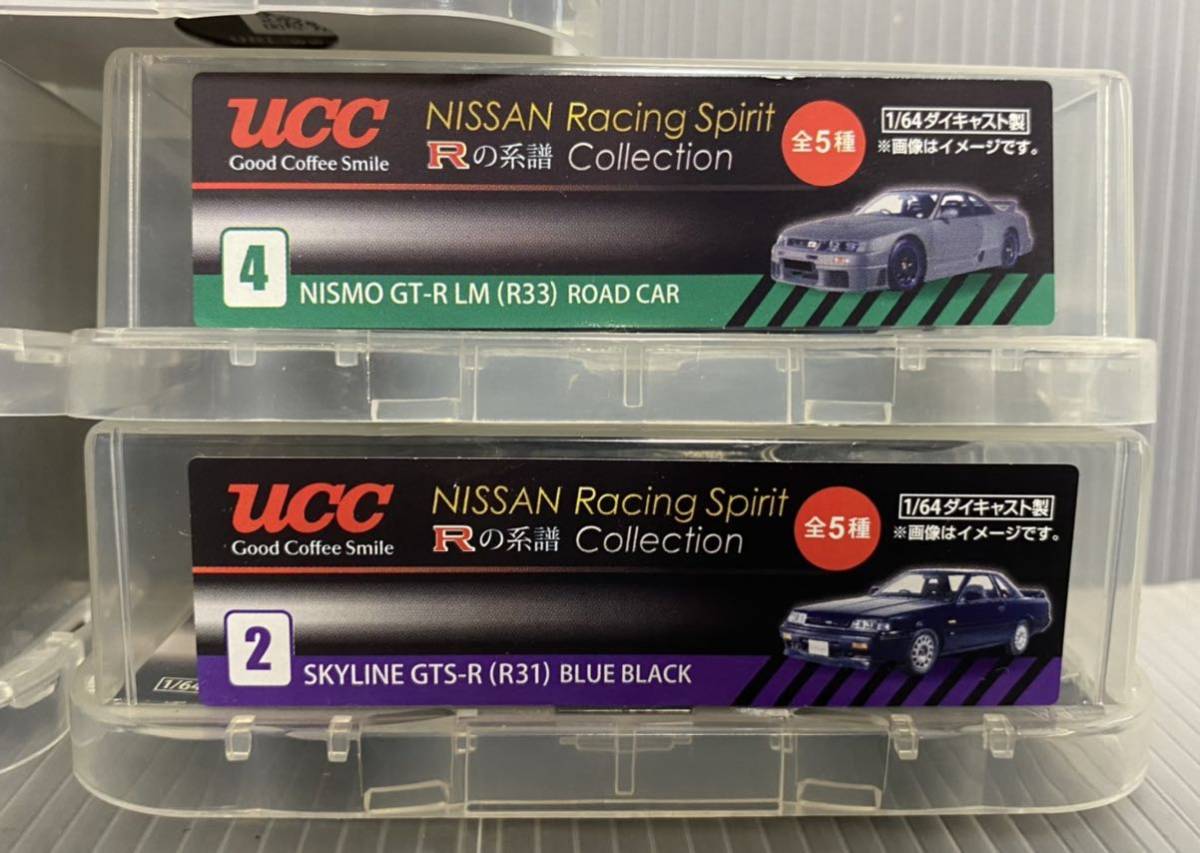 UCC
Good Coffee Smile
NISSAN Racing Spirit
Rの系譜 Collection
全5種
1/64ダイキャスト製
※画像はイメージです。
4
NISMO GT-R LM (R33) ROAD CAR
UCC
Good Coffee Smile
NISSAN Racing Spirit
Rの系譜 Collection
全5種
1/64ダイキャスト製
※画像はイメージです。
2
SKYLINE GTS-R (R31) BLUE BLACK
1/64